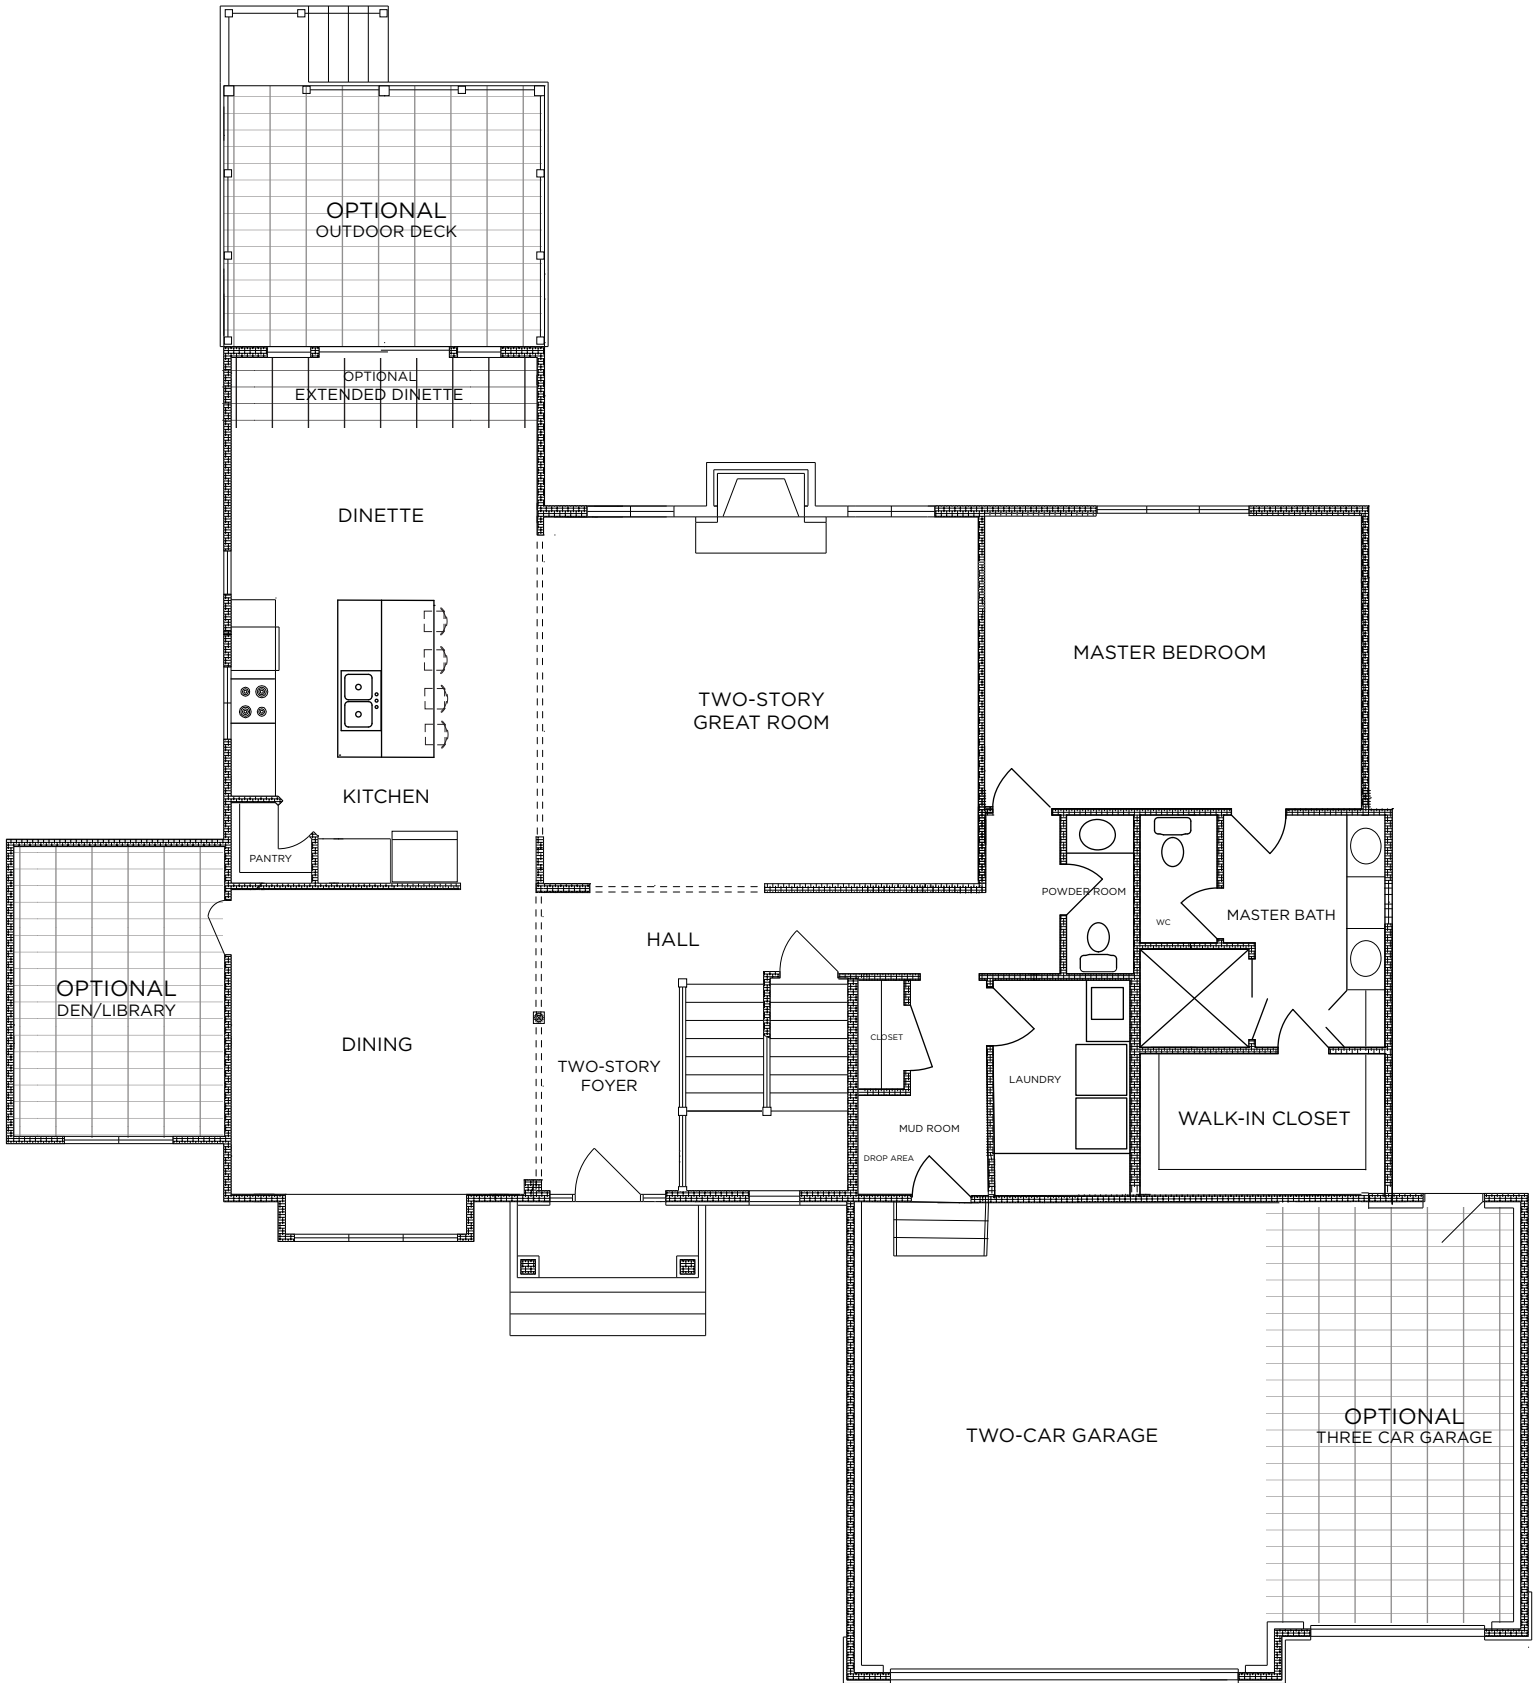 OPTIONAL
OUTDOOR DECK
OPTIONAL
EXTENDED DINETTE
DINETTE
MASTER BEDROOM
TWO-STORY
GREAT ROOM
KITCHEN
PANTRY
POWDER ROOM
WC
MASTER BATH
HALL
OPTIONAL
DEN/LIBRARY
DINING
CLOSET
TWO-STORY
FOYER
LAUNDRY
WALK-IN CLOSET
MUD ROOM
DROP AREA
TWO-CAR GARAGE
OPTIONAL
THREE CAR GARAGE